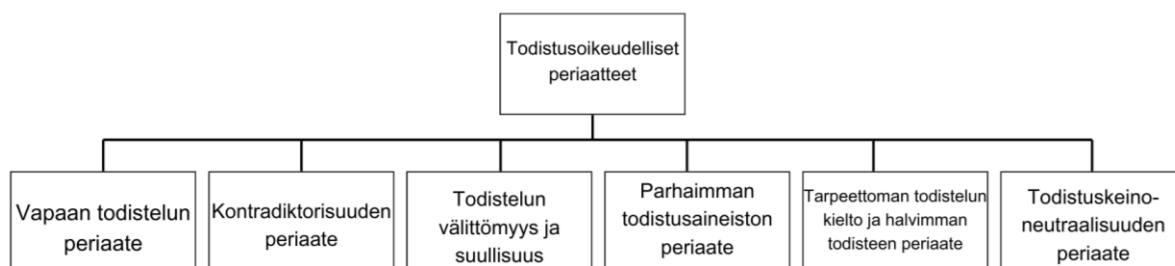 Todistusoikeudelliset
periaatteet
Vapaan todistelun
periaate
Kontradiktorisuuden
periaate
Todistelun
välittömyys ja
suullisuus
Parhaimman
todistusaineiston
periaate
Tarpeettoman todistelun
kielto ja halvimman
todisteen periaate
Todistuskeino-
neutraalisuuden
periaate